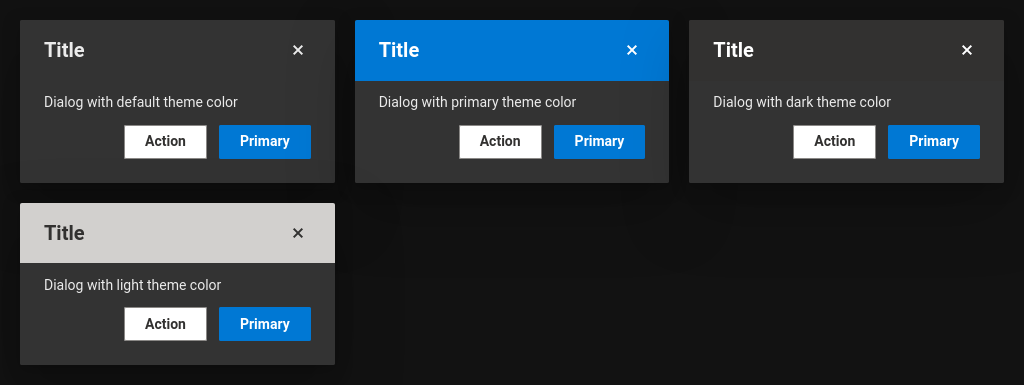 Title ×
Dialog with default theme color
Action Primary
Title ×
Dialog with primary theme color
Action Primary
Title ×
Dialog with dark theme color
Action Primary
Title ×
Dialog with light theme color
Action Primary